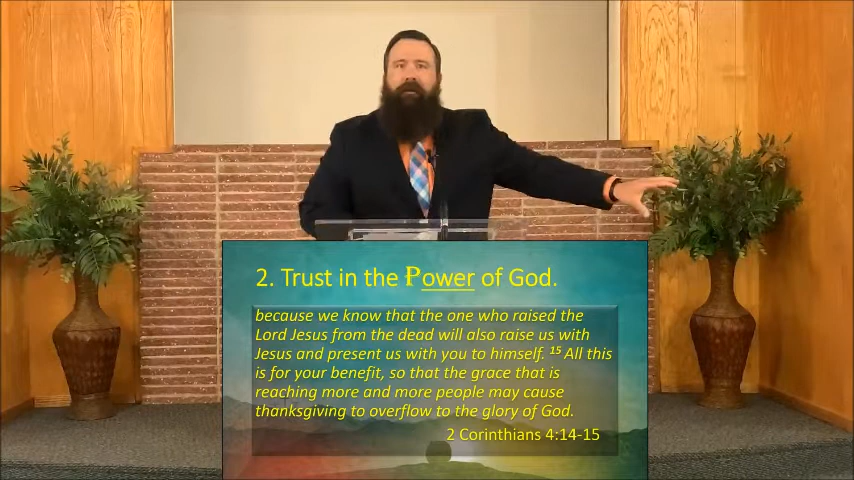 2. Trust in the Power of God.
because we know that the one who raised the
Lord Jesus from the dead will also raise us with
Jesus and present us with you to himself. ¹⁵ All this
is for your benefit, so that the grace that is
reaching more and more people may cause
thanksgiving to overflow to the glory of God.
2 Corinthians 4:14-15